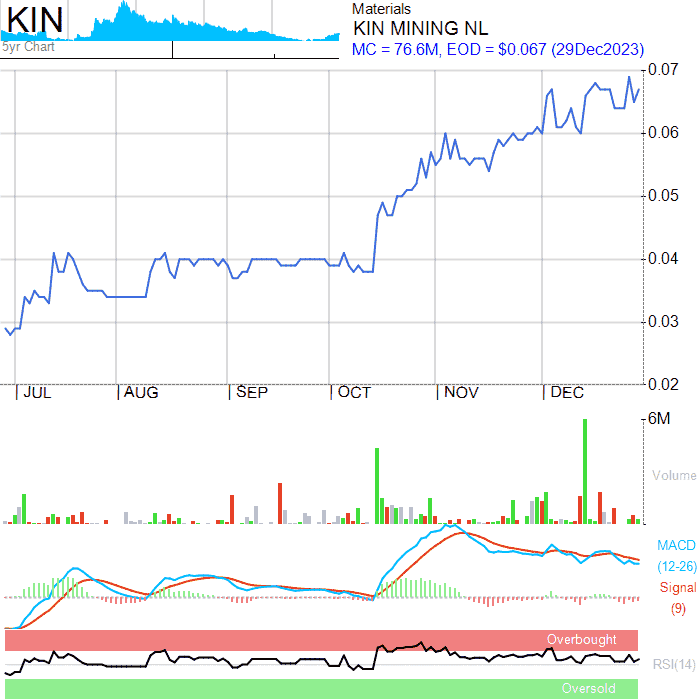 KIN
5yr Chart
Materials
KIN MINING NL
MC = 76.6M, EOD = $0.067 (29Dec2023)
0.07
0.06
0.05
0.04
0.03
0.02
JUL AUG SEP OCT NOV DEC
6M
Volume
MACD
(12-26)
Signal
(9)
Overbought
RSI(14)
Oversold